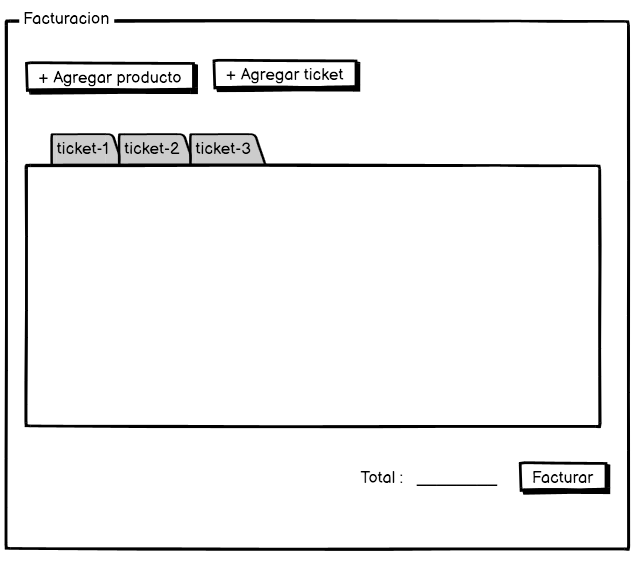 Facturacion
+ Agregar producto
+ Agregar ticket
ticket-1 ticket-2 ticket-3
Total :
Facturar